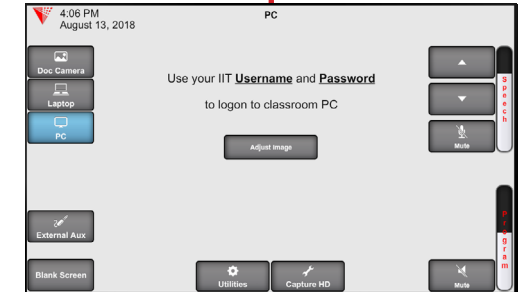 4:06 PM
August 13, 2018
PC
Doc Camera
Laptop
PC
External Aux
Blank Screen
Use your IIT Username and Password
to logon to classroom PC
Adjust Image
Utilities
Capture HD
Speech
Mute
Program
Mute